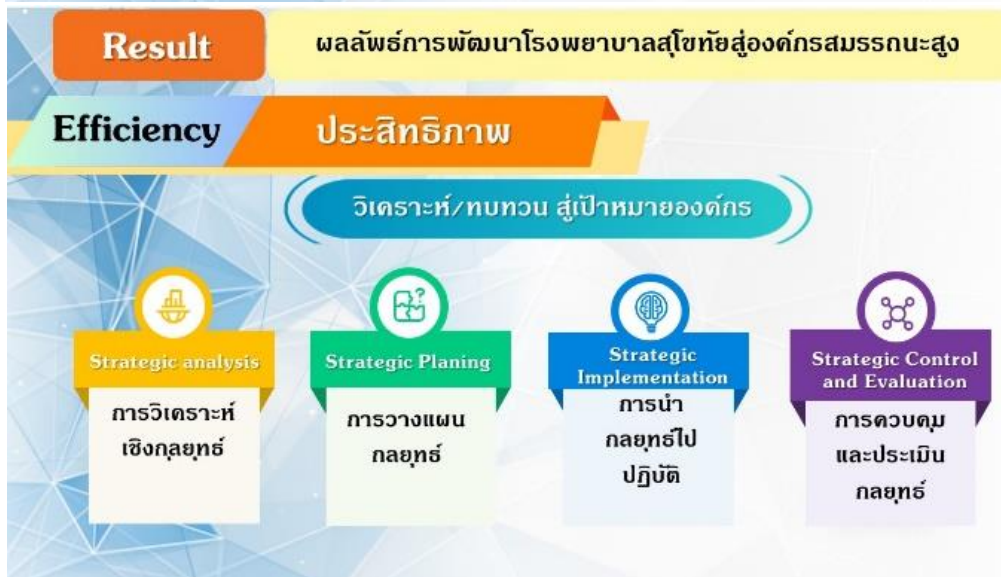 Result
ผลลัพธ์การพัฒนาโรงพยาบาลสุโขทัยสู่องค์กรสมรรถนะสูง
Efficiency
ประสิทธิภาพ
วิเคราะห์/ทบทวน สู่เป้าหมายองค์กร
Strategic analysis
การวิเคราะห์
เชิงกลุยทธ์
?
Strategic Planing
การวางแผน
กลยุทธ์
Strategic
Implementation
การนำ
กลยุทธ์ไป
ปฏิบัติ
Strategic Control
and Evaluation
การควบคุม
และประเมิน
กลยุทธ์